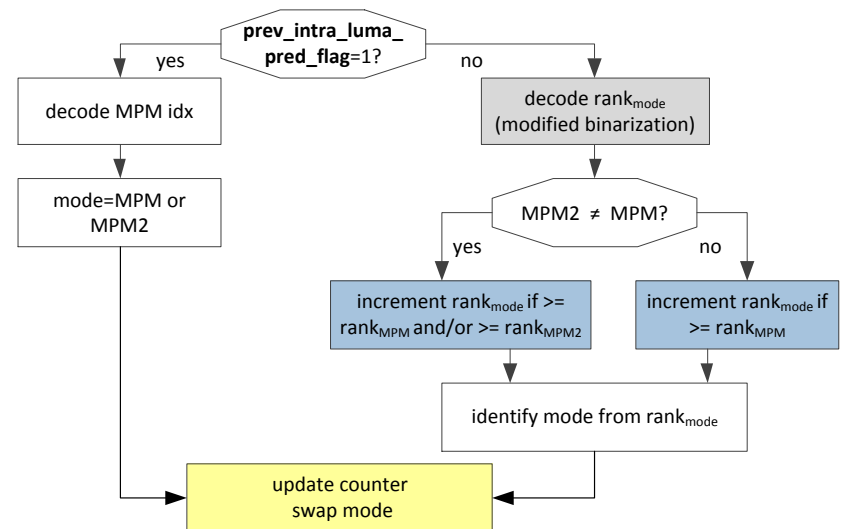 prev_intra_luma_
pred_flag=1?
yes
no
decode MPM idx
decode rankmode
(modified binarization)
mode=MPM or
MPM2
MPM2 ≠ MPM?
yes
no
increment rankmode if >=
rankMPM and/or >= rankMPM2
increment rankmode if
>= rankMPM
identify mode from rankmode
update counter
swap mode